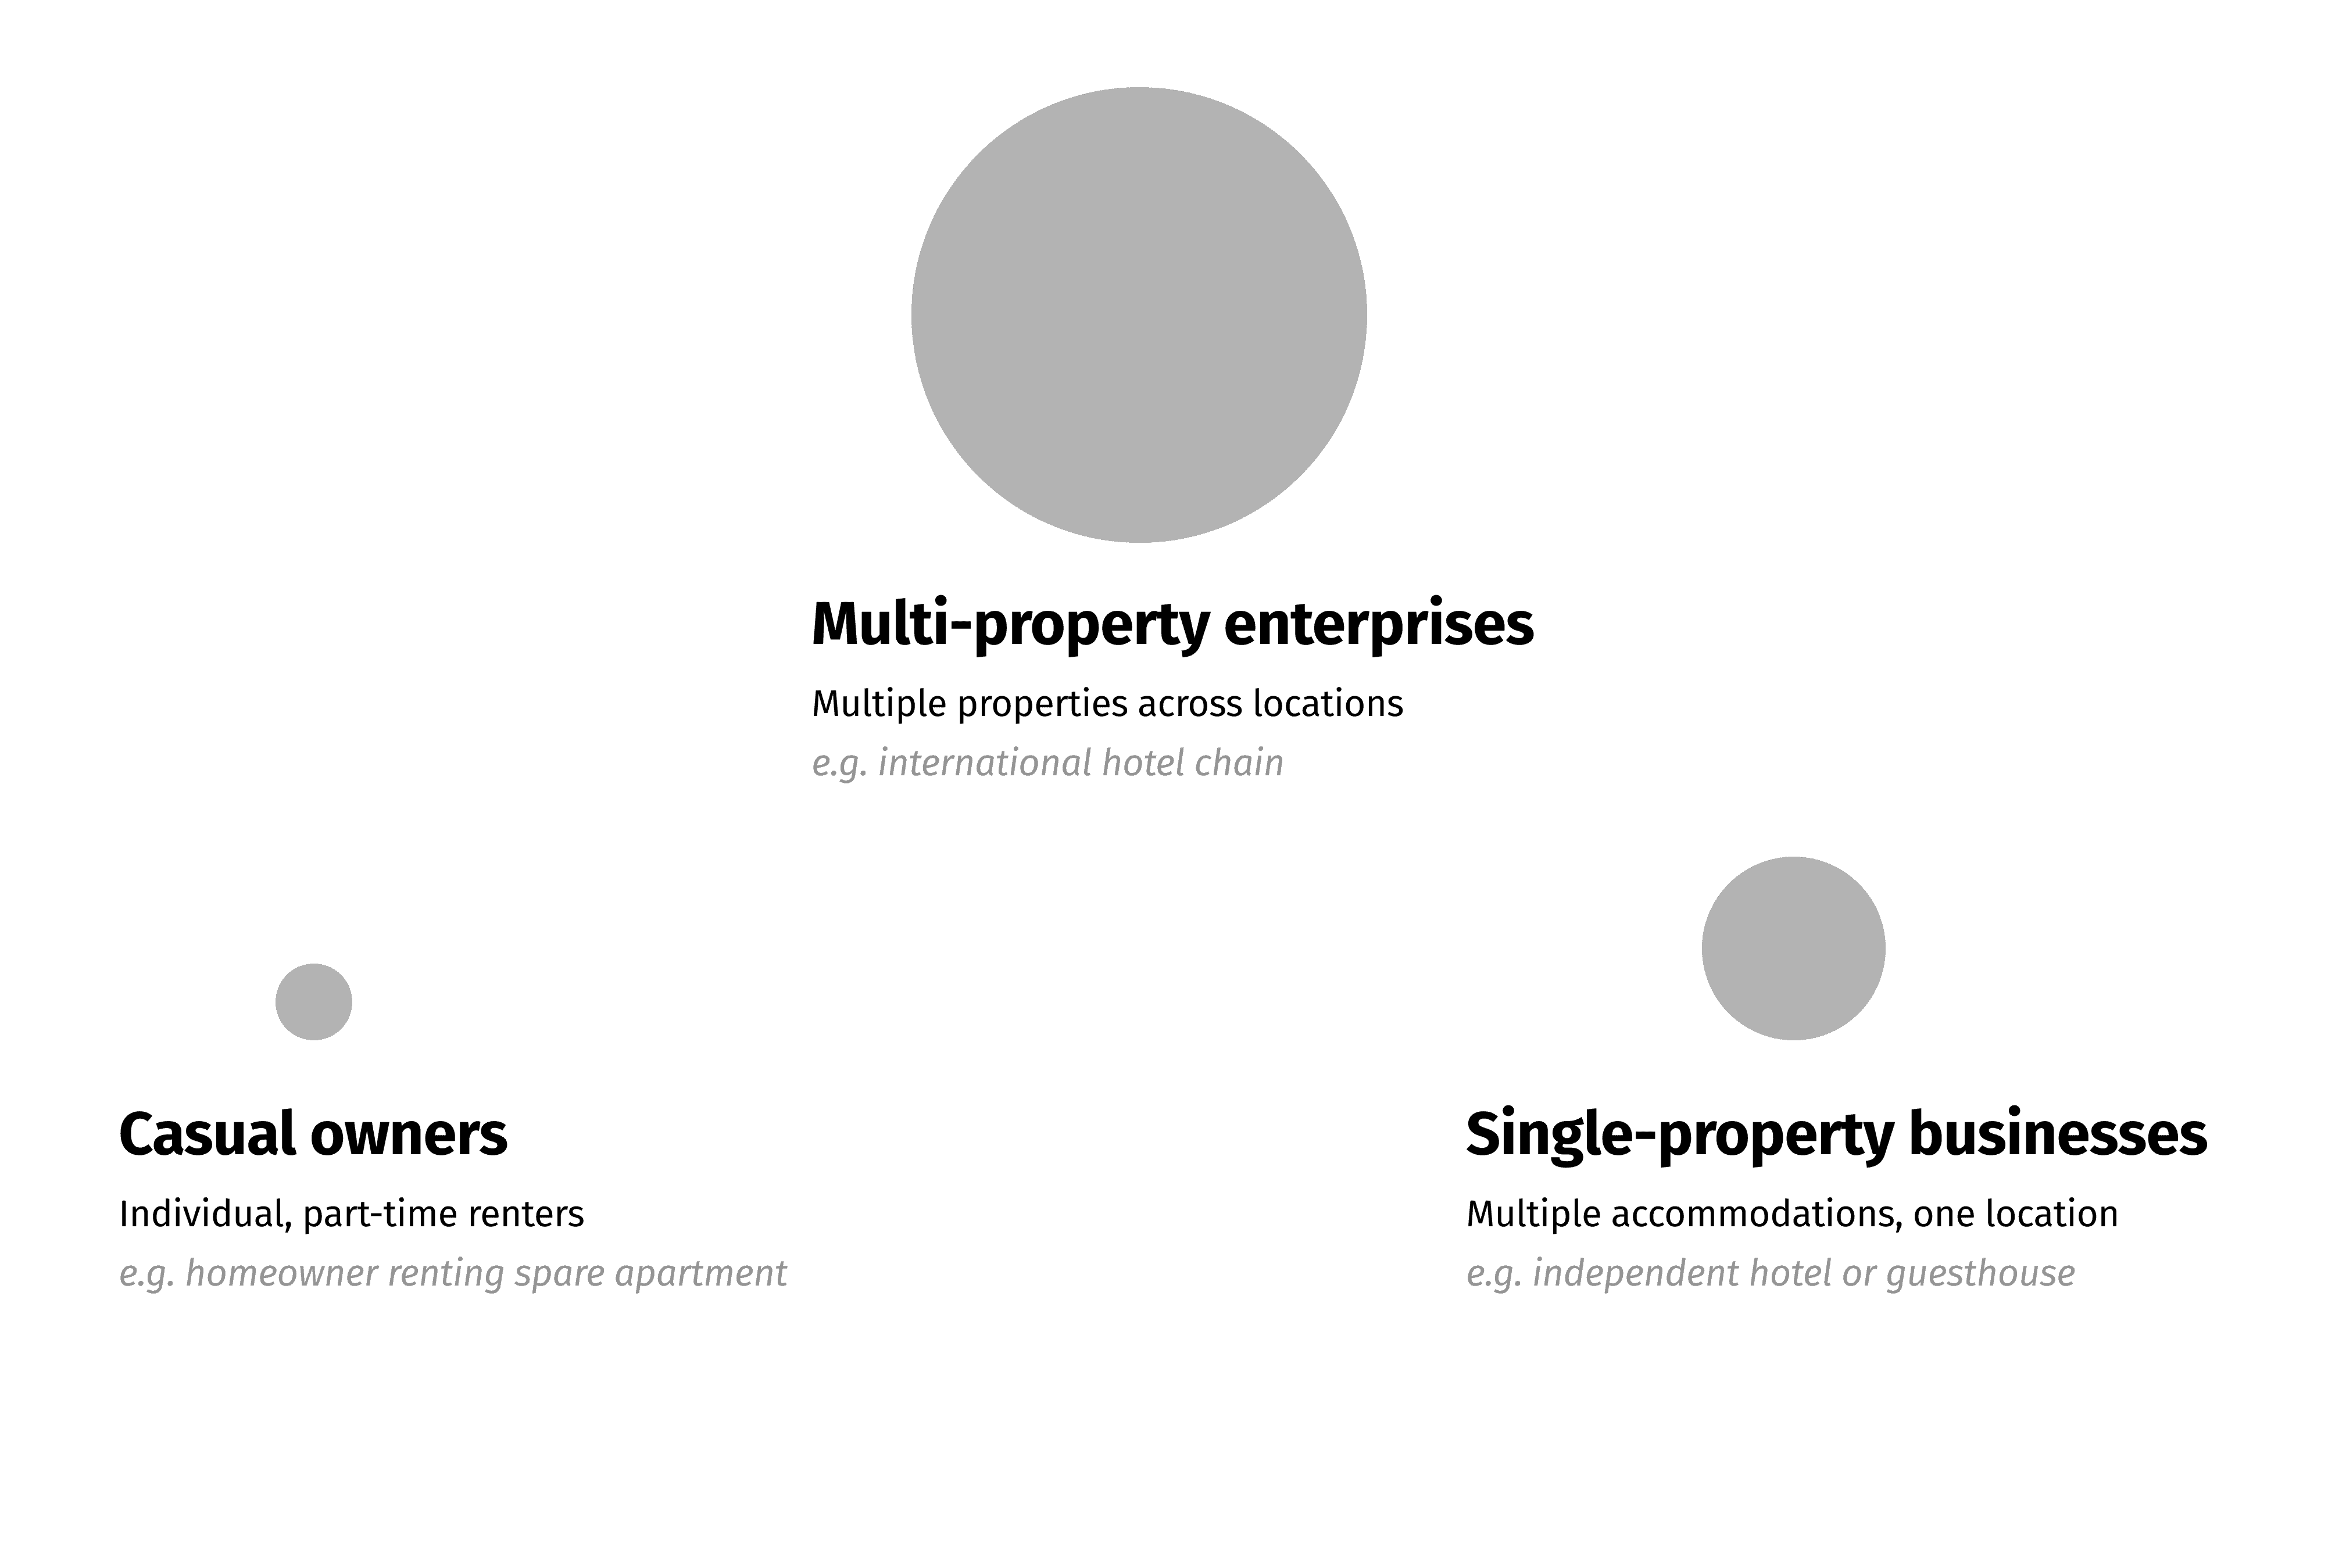 Multi-property enterprises
Multiple properties across locations
e.g. international hotel chain
Casual owners
Individual, part-time renters
e.g. homeowner renting spare apartment
Single-property businesses
Multiple accommodations, one location
e.g. independent hotel or guesthouse